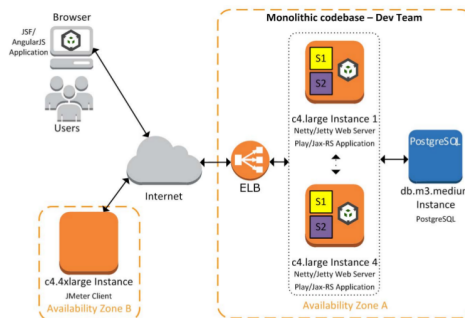 Browser
JSF/
AngularJS
Application
Users
Internet
c4.4xlarge Instance
JMeter Client
Availability Zone B
Monolithic codebase – Dev Team
ELB
S1
S2
c4.large Instance 1
Netty/Jetty Web Server
Play/Jax-RS Application
S1
S2
c4.large Instance 4
Netty/Jetty Web Server
Play/Jax-RS Application
PostgreSQL
db.m3.medium
Instance
PostgreSQL
Availability Zone A